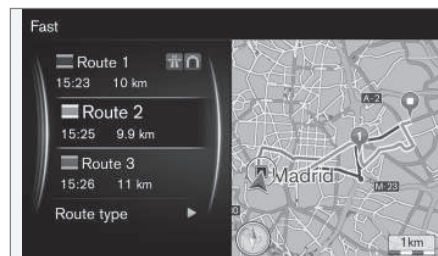 Fast
Route 1
15:23 10 km
Route 2
15:25 9.9 km
Route 3
15:26 11 km
Route type
A-2
1
Madrid
M-23
1km